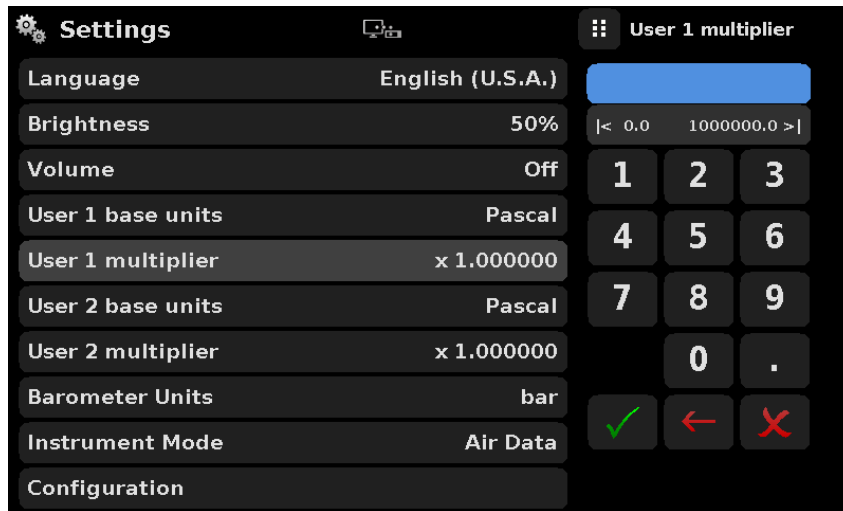 Settings
Language English (U.S.A.)
Brightness 50%
Volume Off
User 1 base units Pascal
User 1 multiplier x 1.000000
User 2 base units Pascal
User 2 multiplier x 1.000000
Barometer Units bar
Instrument Mode Air Data
Configuration
User 1 multiplier
|< 0.0 1000000.0 >|
1 2 3
4 5 6
7 8 9
0 .